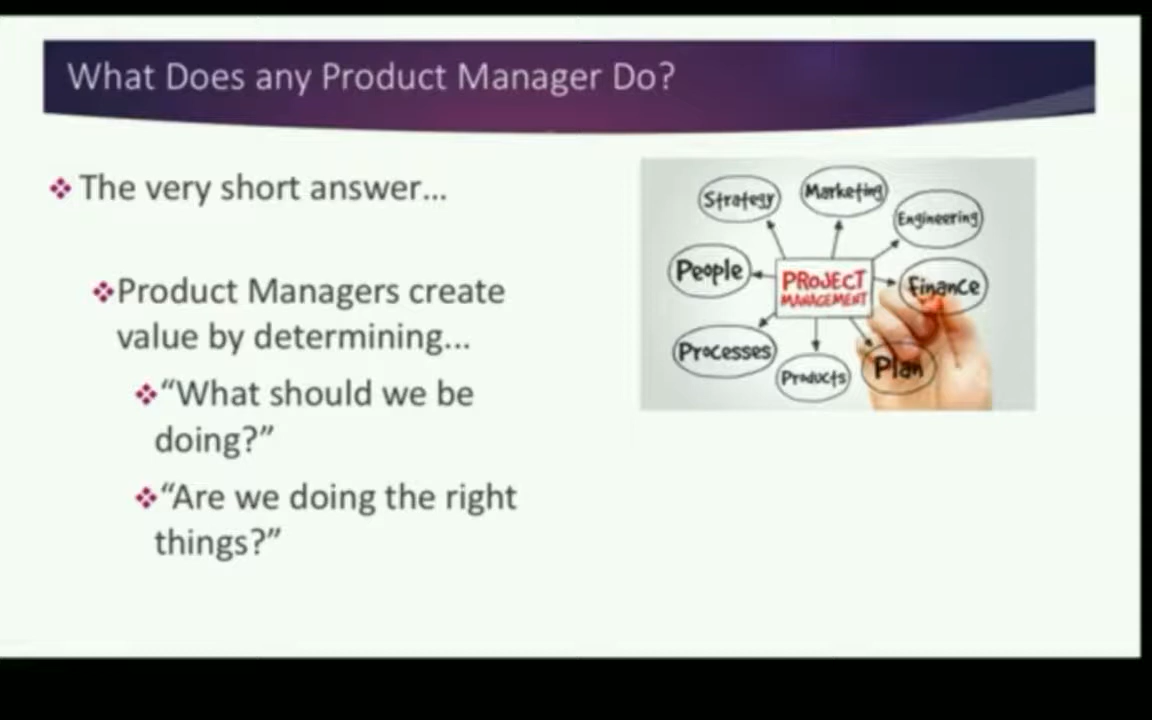 What Does any Product Manager Do?
The very short answer...
Product Managers create
value by determining...
“What should we be
doing?”
“Are we doing the right
things?”
Strategy
Marketing
Engineering
People
PROJECT
MANAGEMENT
Finance
Processes
Products
Plan